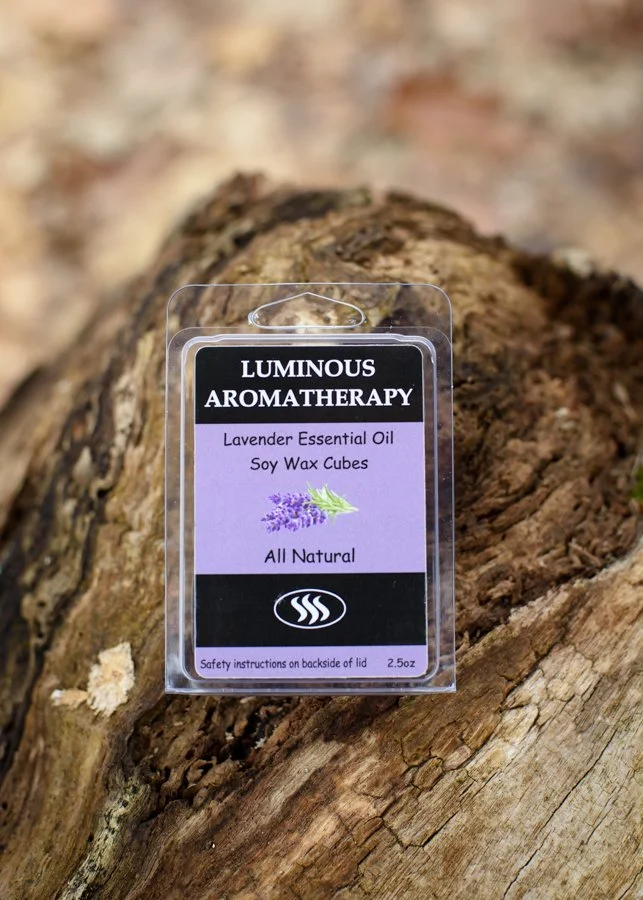 LUMINOUS
AROMATHERAPY
Lavender Essential Oil
Soy Wax Cubes
All Natural
Safety instructions on backside of lid 2.5oz